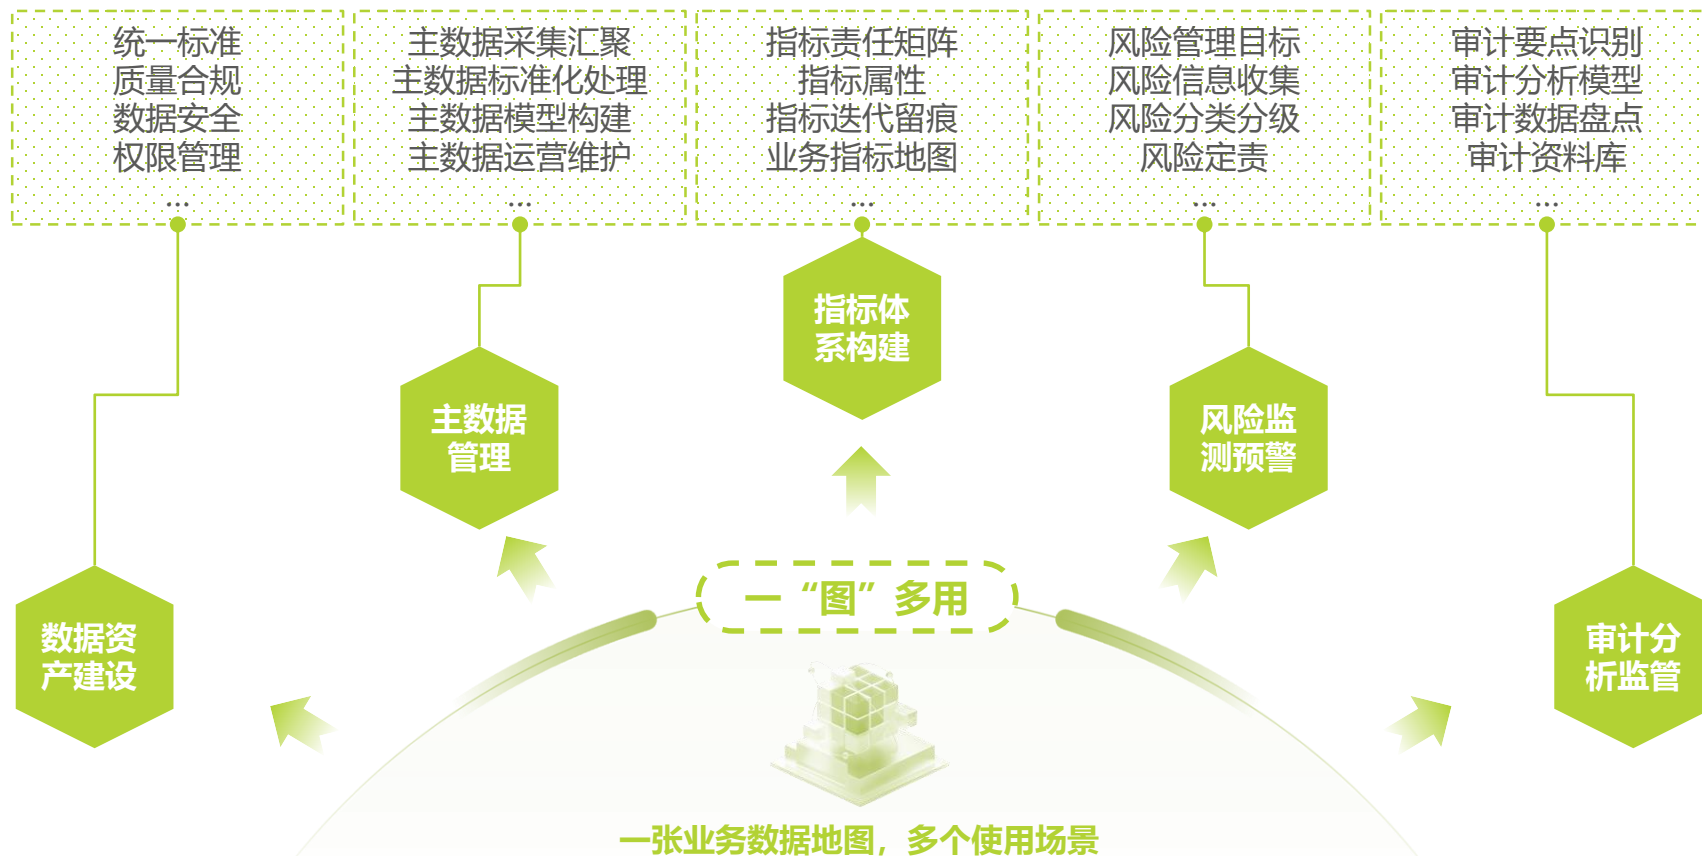 统一标准
质量合规
数据安全
权限管理
...
主数据采集汇聚
主数据标准化处理
主数据模型构建
主数据运营维护
...
指标责任矩阵
指标属性
指标迭代留痕
业务指标地图
...
风险管理目标
风险信息收集
风险分类分级
风险定责
...
审计要点识别
审计分析模型
审计数据盘点
审计资料库
...
指标体
系构建
主数据
管理
风险监
测预警
数据资
产建设
审计分
析监管
一“图”多用
一张业务数据地图，多个使用场景